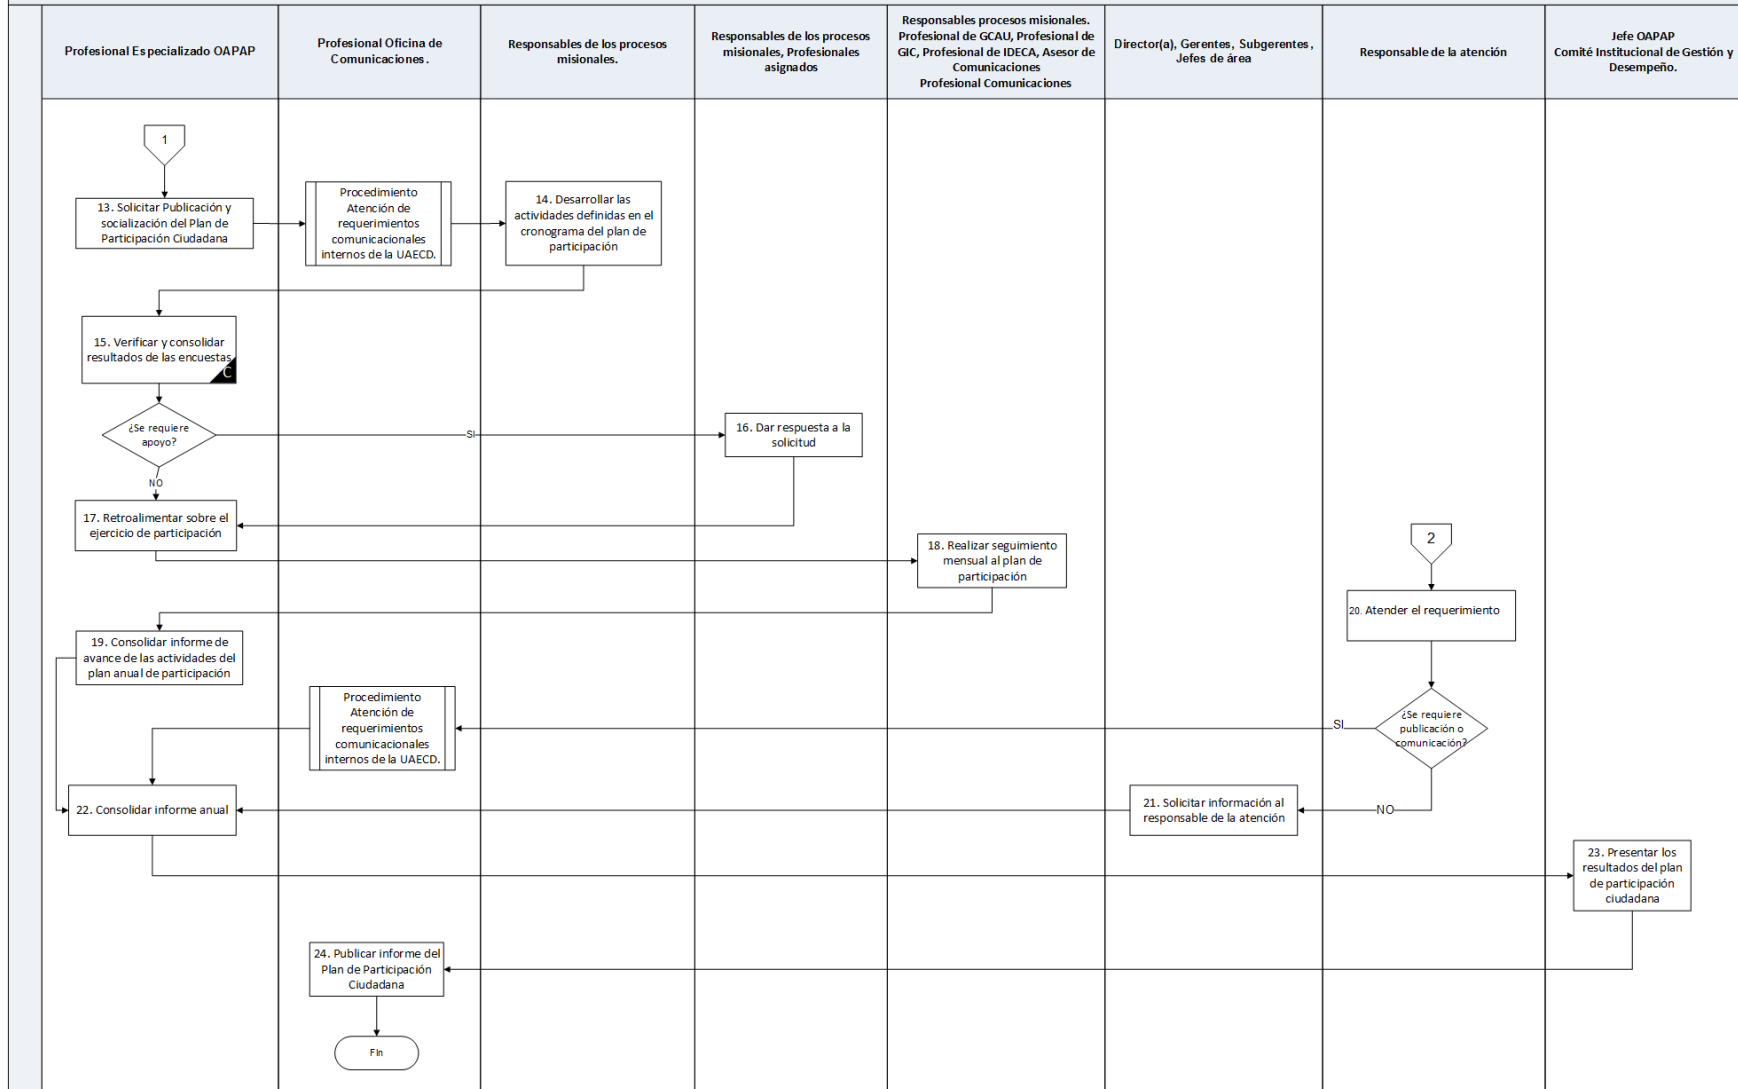 Profesional Especializado OAPAP
Profesional Oficina de
Comunicaciones.
Responsables de los procesos
misionales.
Responsables de los procesos
misionales, Profesionales
asignados
Responsables procesos misionales.
Profesional de GCAU, Profesional de
GIC, Profesional de IDECA, Asesor de
Comunicaciones
Profesional Comunicaciones
Director(a), Gerentes, Subgerentes,
Jefes de área
Responsable de la atención
Jefe OAPAP
Comité Institucional de Gestión y
Desempeño.
1
13. Solicitar Publicación y
socialización del Plan de
Participación Ciudadana
Procedimiento
Atención de
requerimientos
comunicacionales
internos de la UAECD.
14. Desarrollar las
actividades definidas en el
cronograma del plan de
participación
15. Verificar y consolidar
resultados de las encuestas
C
¿Se requiere
apoyo?
SI
16. Dar respuesta a la
solicitud
NO
17. Retroalimentar sobre el
ejercicio de participación
18. Realizar seguimiento
mensual al plan de
participación
2
20. Atender el requerimiento
19. Consolidar informe de
avance de las actividades del
plan anual de participación
Procedimiento
Atención de
requerimientos
comunicacionales
internos de la UAECD.
SI
¿Se requiere
publicación o
comunicación?
22. Consolidar informe anual
21. Solicitar información al
responsable de la atención
NO
23. Presentar los
resultados del plan
de participación
ciudadana
24. Publicar informe del
Plan de Participación
Ciudadana
Fin